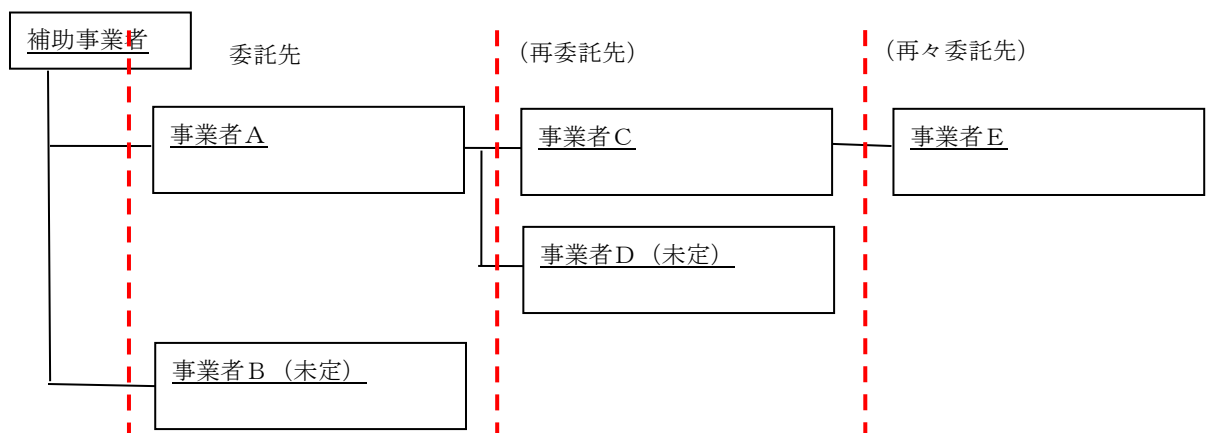 補助事業者
委託先
(再委託先)
(再々委託先)
事業者A
事業者C
事業者E
事業者D（未定）
事業者B（未定）